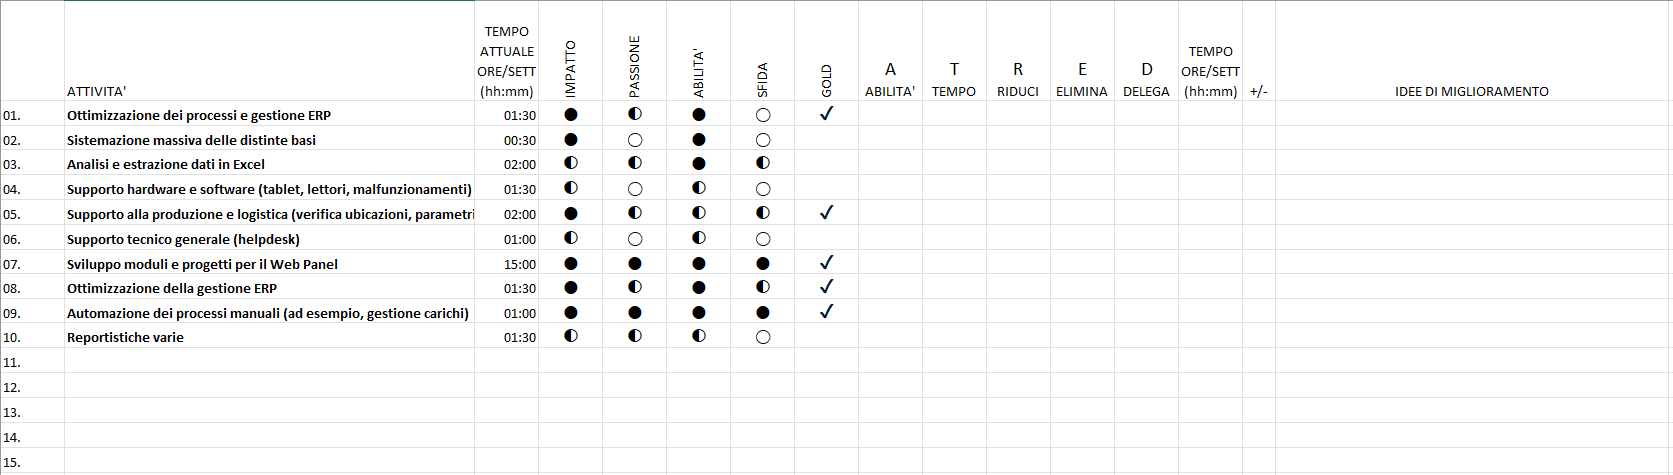 ATTIVITA' TEMPO ATTUALE ORE/SETT (hh:mm) IMPATTO PASSIONE ABILITA' SFIDA GOLD A ABILITA' T TEMPO R RIDUCI E ELIMINA D DELEGA TEMPO ORE/SETT (hh:mm) +/- IDEE DI MIGLIORAMENTO
01. Ottimizzazione dei processi e gestione ERP 01:30 ● ◐ ● ○ ✓
02. Sistemazione massiva delle distinte basi 00:30 ● ○ ● ○
03. Analisi e estrazione dati in Excel 02:00 ◐ ◐ ● ◐
04. Supporto hardware e software (tablet, lettori, malfunzionamenti) 01:30 ◐ ○ ◐ ○
05. Supporto alla produzione e logistica (verifica ubicazioni, parametri 02:00 ● ◐ ◐ ◐ ✓
06. Supporto tecnico generale (helpdesk) 01:00 ◐ ○ ◐ ○
07. Sviluppo moduli e progetti per il Web Panel 15:00 ● ● ● ● ✓
08. Ottimizzazione della gestione ERP 01:30 ● ◐ ● ◐ ✓
09. Automazione dei processi manuali (ad esempio, gestione carichi) 01:00 ● ● ● ● ✓
10. Reportistiche varie 01:30 ◐ ◐ ◐ ○
11.
12.
13.
14.
15.